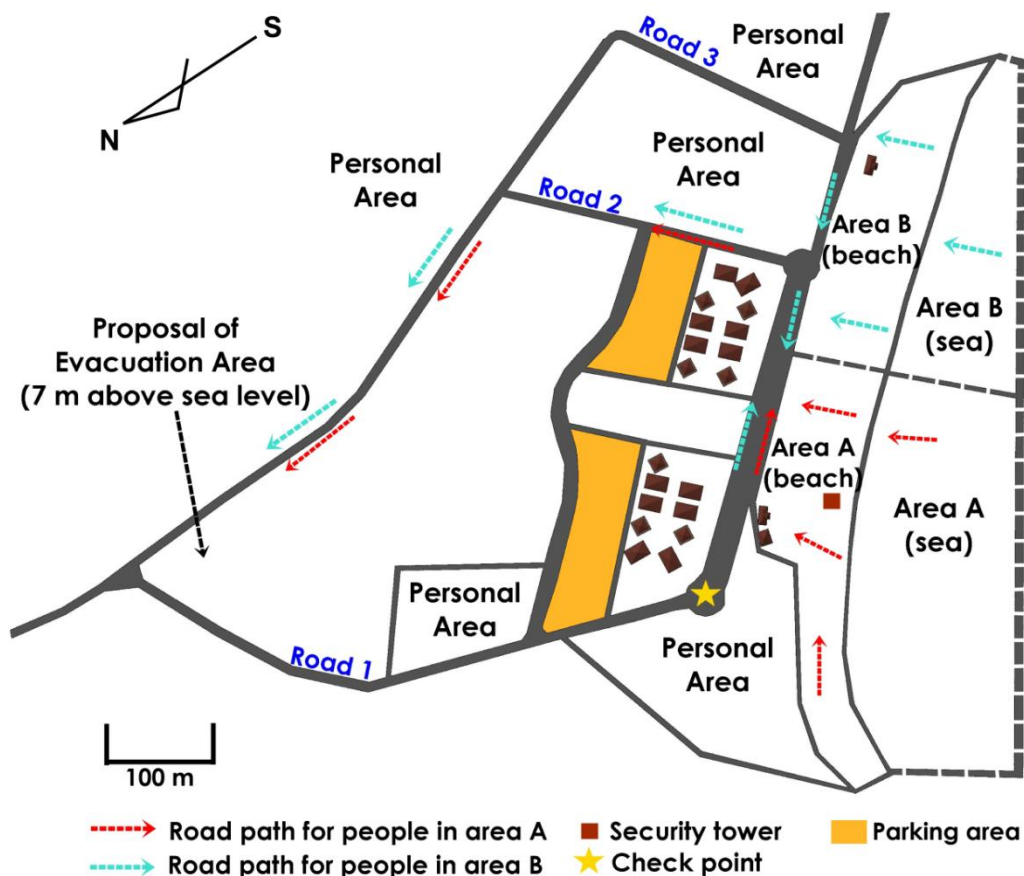 S
N
Road 3
Personal
Area
Personal
Area
Personal
Area
Road 2
Area B
(beach)
Area B
(sea)
Proposal of
Evacuation Area
(7 m above sea level)
Area A
(beach)
Area A
(sea)
Personal
Area
Personal
Area
Road 1
100 m
Road path for people in area A
Security tower
Parking area
Road path for people in area B
Check point